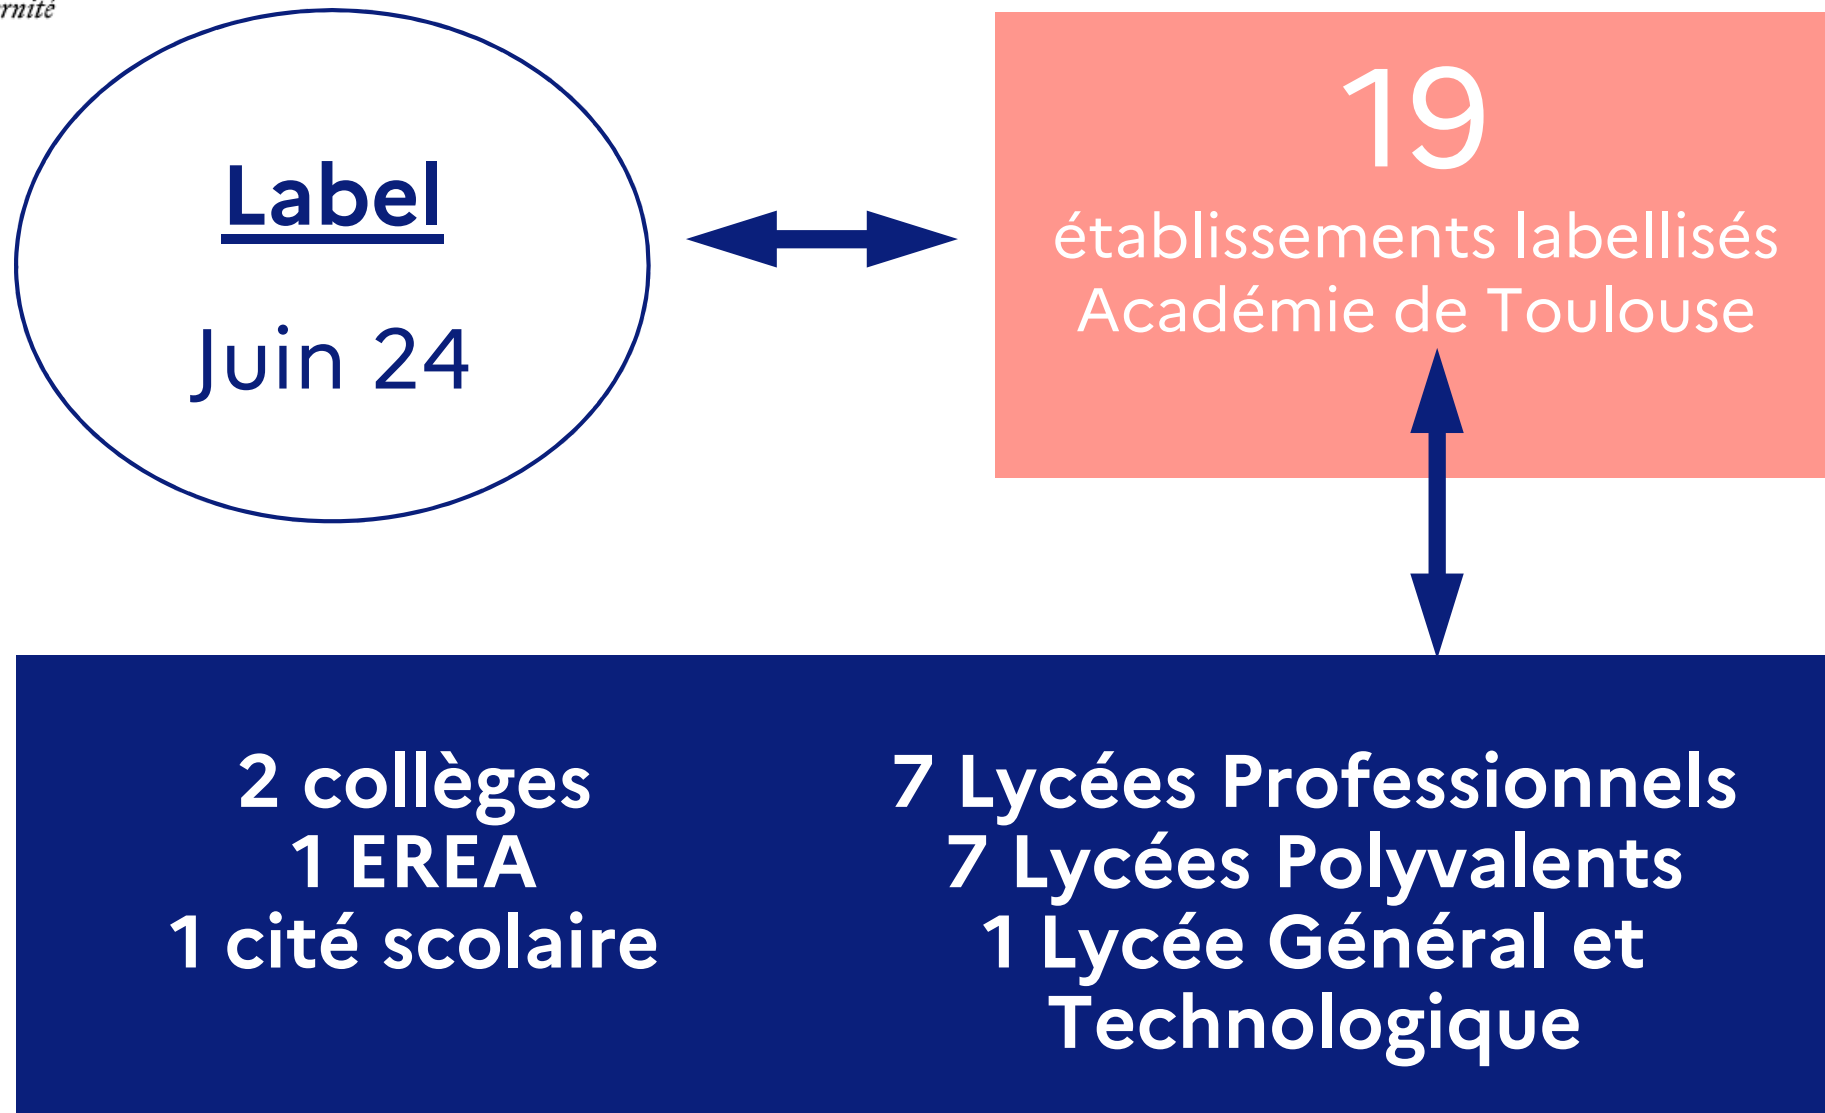 Label
Juin 24
19
établissements labellisés
Académie de Toulouse
2 collèges
1 EREA
1 cité scolaire
7 Lycées Professionnels
7 Lycées Polyvalents
1 Lycée Général et
Technologique